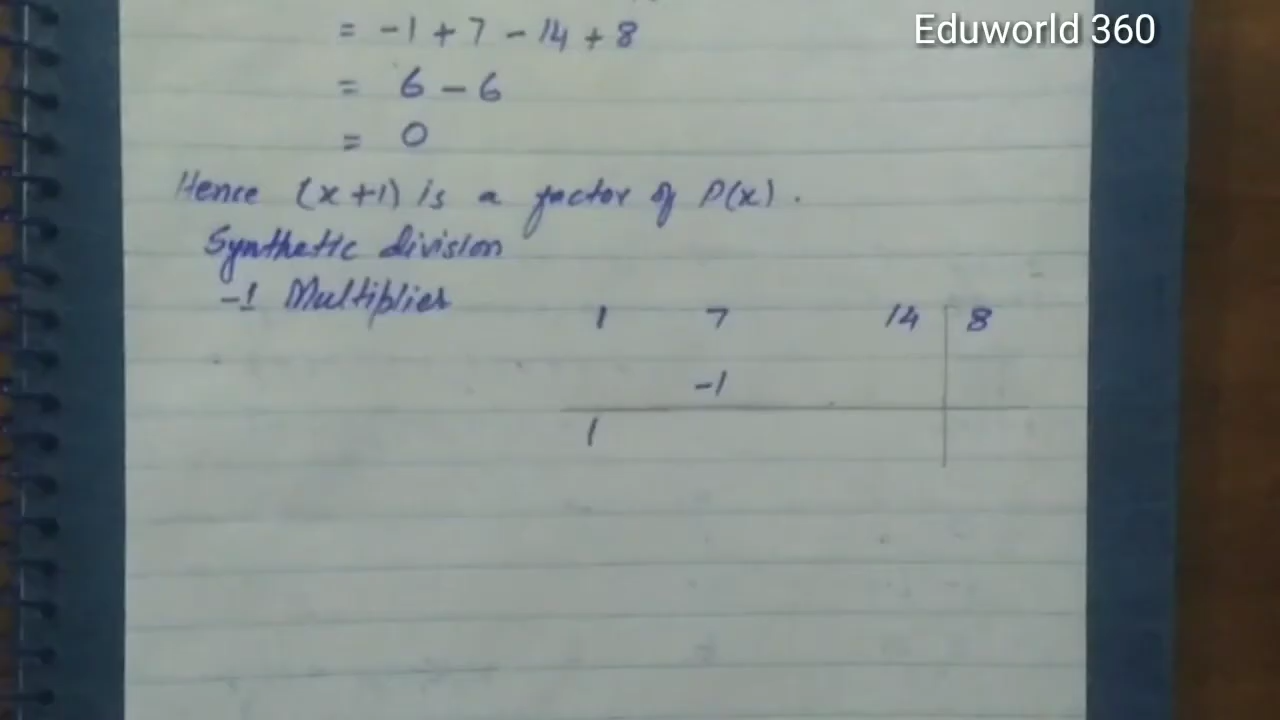 Eduworld 360
= -1 + 7 - 14 + 8
= 6 - 6
= 0
Hence (x+1) is a factor of P(x).
Synthetic division
-1 Multiplier
1 7 14 8
-1
1